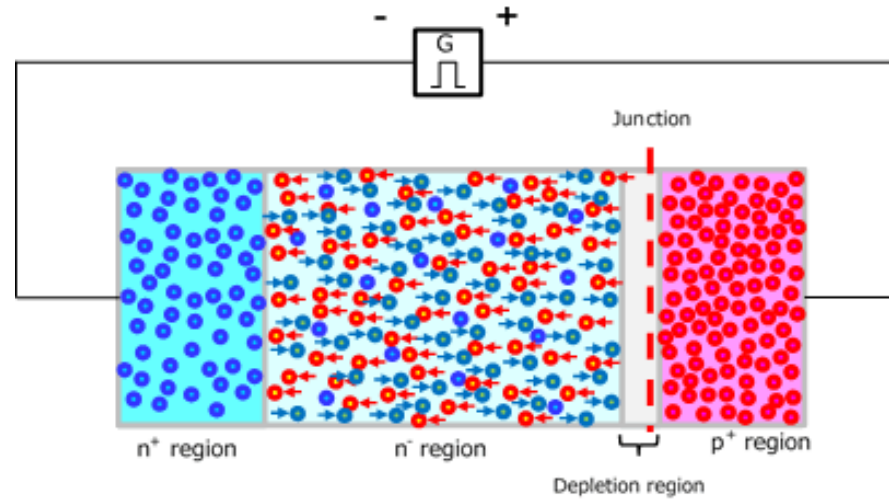 - +
G
Junction
n⁺ region
n⁻ region
p⁺ region
Depletion region